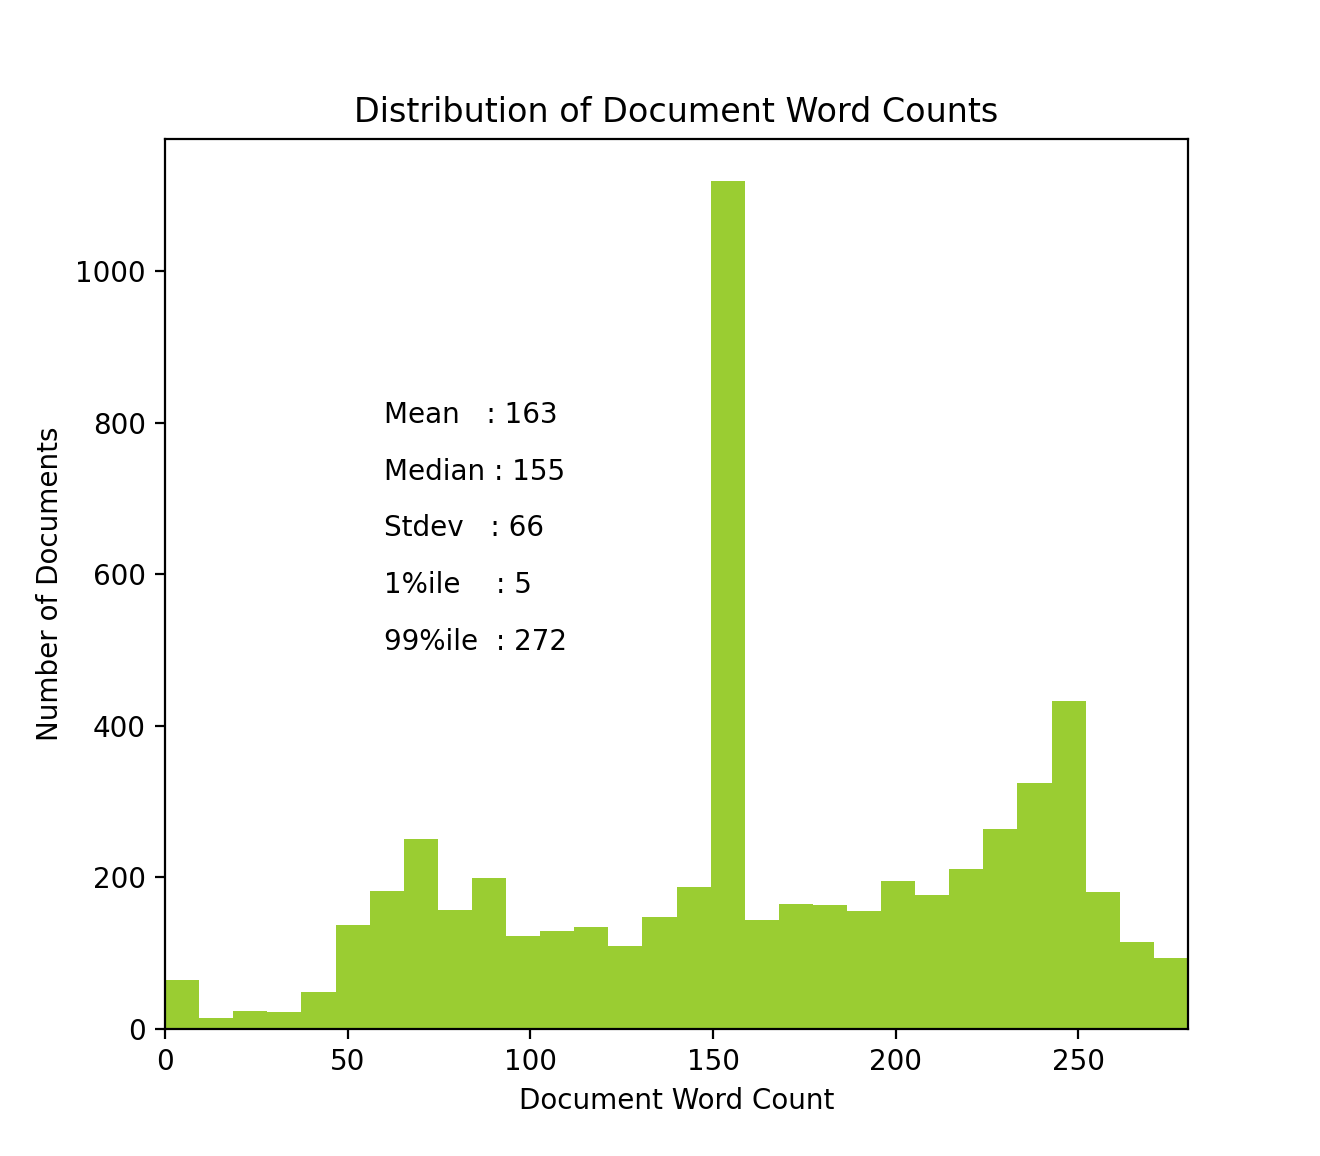 Distribution of Document Word Counts
1000
800
600
400
200
0
Number of Documents
Mean   : 163
Median : 155
Stdev   : 66
1%ile    : 5
99%ile  : 272
0 50 100 150 200 250
Document Word Count